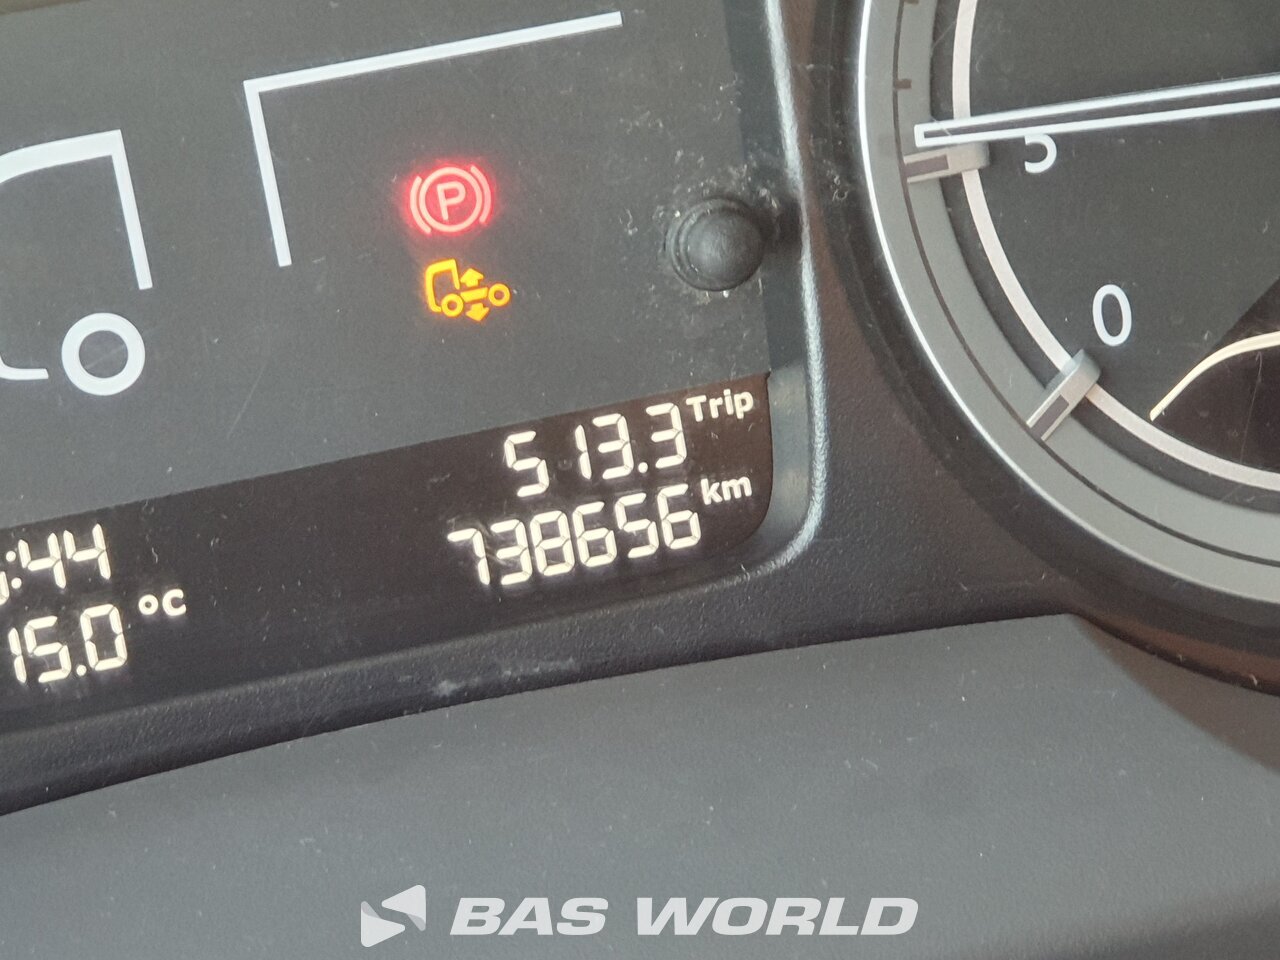 P
5
0
513.3 Trip
738656 km
:44
15.0 °C
BAS WORLD